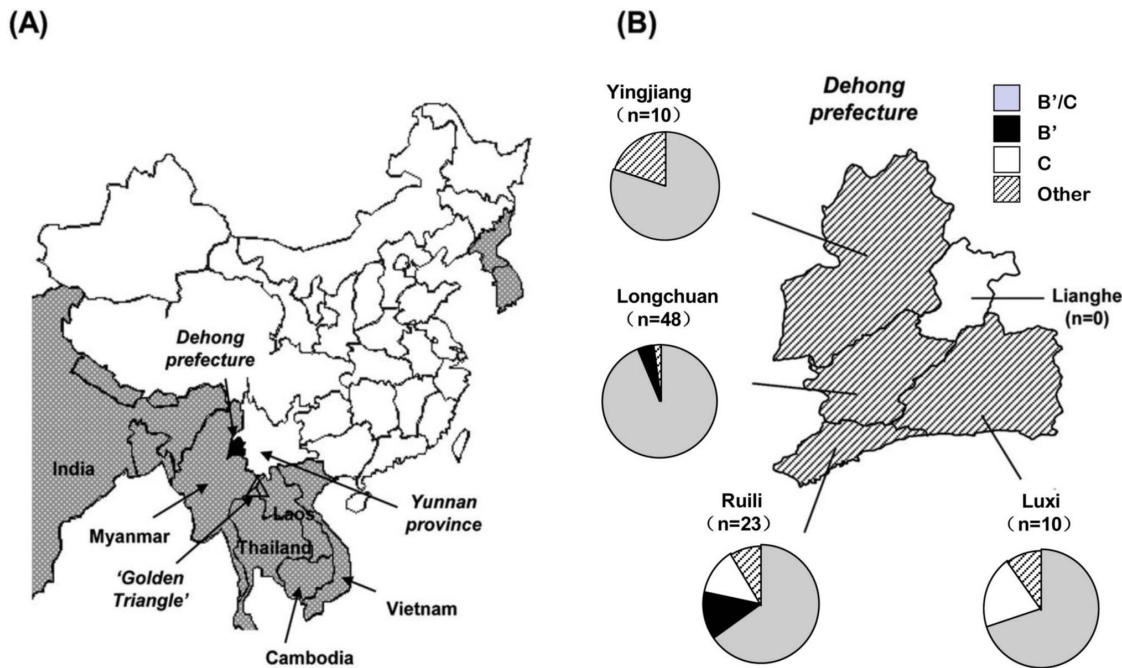 (A)
Dehong
prefecture
India
Myanmar
Laos
Thailand
'Golden
Triangle'
Yunnan
province
Vietnam
Cambodia
(B)
Dehong
prefecture
B'/C
B'
C
Other
Yingjiang
（n=10）
Longchuan
（n=48）
Lianghe
(n=0)
Ruili
（n=23）
Luxi
（n=10）